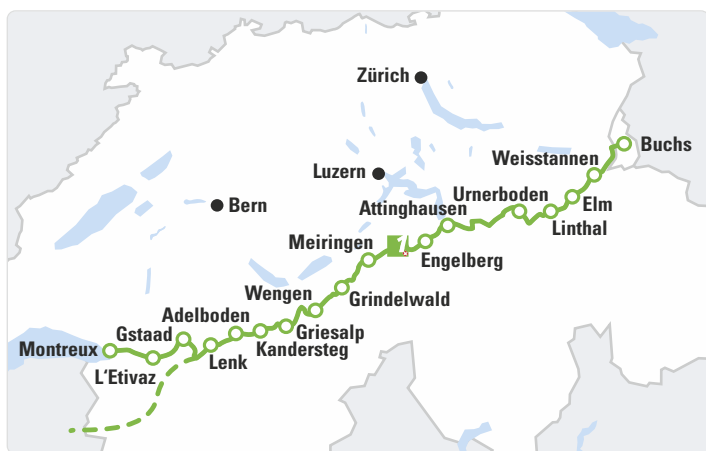 Zürich
Buchs
Weisstannen
Luzern
Urnerboden
Bern
Attinghausen
Elm
Linthal
Meiringen
Engelberg
Wengen
Grindelwald
Adelboden
Gstaad
Griesalp
Montreux
Kandersteg
Lenk
L'Etivaz